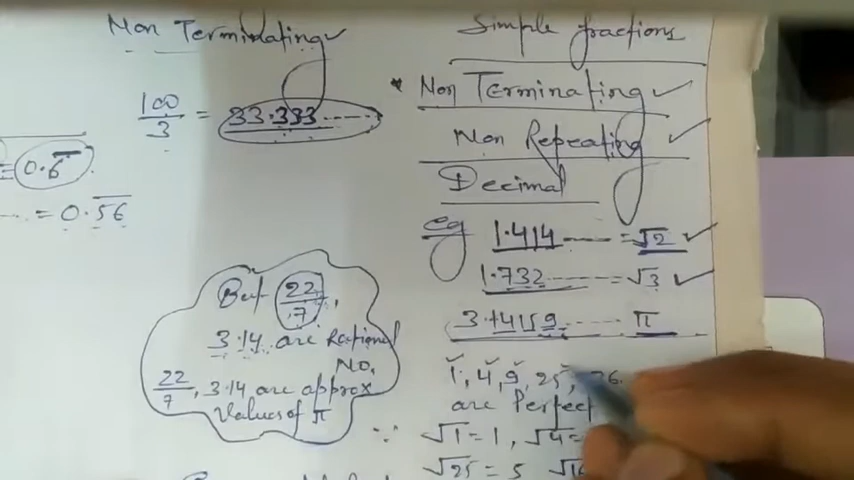 Non Terminating
100/3 = 33.333------
= 0.6̅
.. = 0.5̅6̅
But 22/7,
3.14 are Rational
No.
22/7, 3.14 are approx
Values of π
Simple fractions
* Non Terminating
Non Repeating
Decimal
eg 1.414------ = √2
1.732-------- = √3
3.14159------ π
1, 4, 9, 25, 36.
are Perfect
∵ √1 = 1, √4 =
√25 = 5